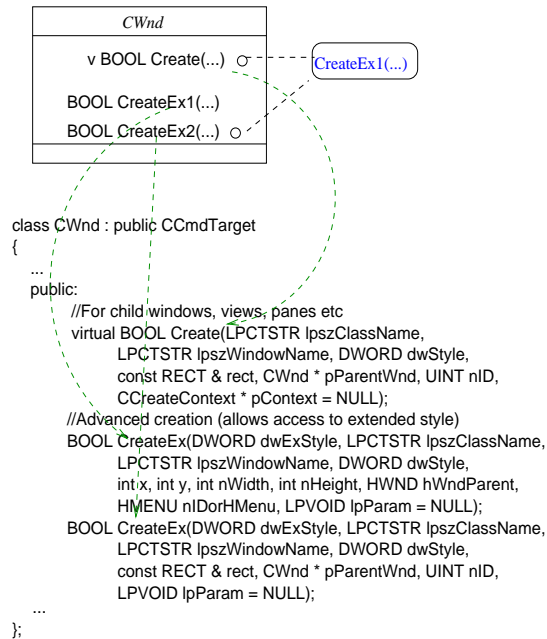 CWnd
v BOOL Create(...)
CreateEx1(...)
BOOL CreateEx1(...)
BOOL CreateEx2(...)
class CWnd : public CCmdTarget
{
...
public:
//For child windows, views, panes etc
virtual BOOL Create(LPCTSTR lpszClassName,
LPCTSTR lpszWindowName, DWORD dwStyle,
const RECT & rect, CWnd * pParentWnd, UINT nID,
CCreateContext * pContext = NULL);
//Advanced creation (allows access to extended style)
BOOL CreateEx(DWORD dwExStyle, LPCTSTR lpszClassName,
LPCTSTR lpszWindowName, DWORD dwStyle,
int x, int y, int nWidth, int nHeight, HWND hWndParent,
HMENU nIDorHMenu, LPVOID lpParam = NULL);
BOOL CreateEx(DWORD dwExStyle, LPCTSTR lpszClassName,
LPCTSTR lpszWindowName, DWORD dwStyle,
const RECT & rect, CWnd * pParentWnd, UINT nID,
LPVOID lpParam = NULL);
...
};